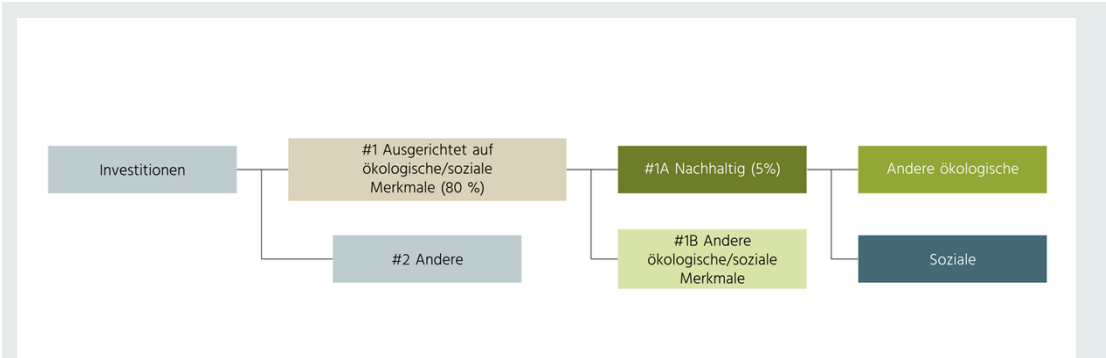 Investitionen
#1 Ausgerichtet auf
ökologische/soziale
Merkmale (80 %)
#1A Nachhaltig (5%)
Andere ökologische
#2 Andere
#1B Andere
ökologische/soziale
Merkmale
Soziale